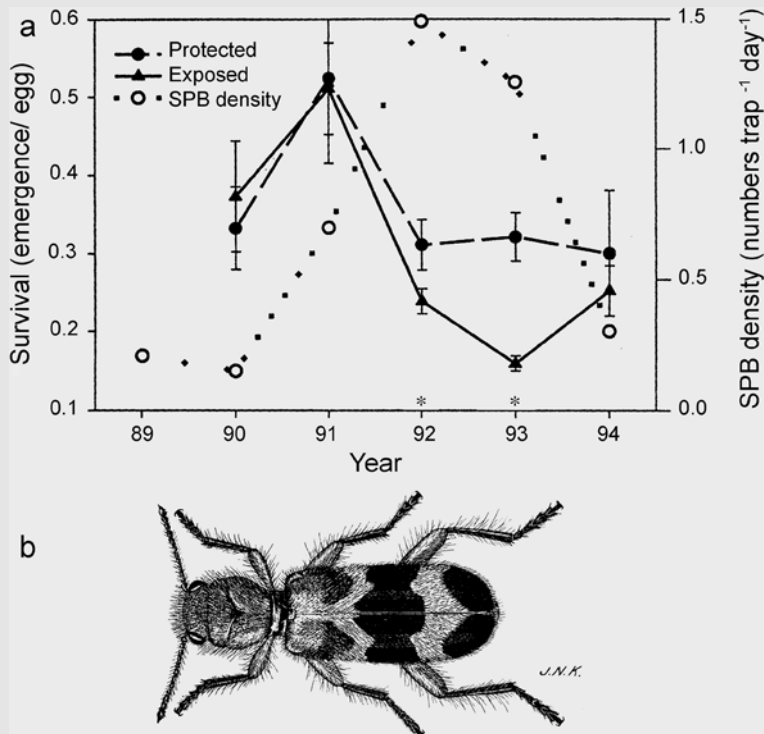 a
Protected
Exposed
SPB density
Survival (emergence/ egg)
0.6
0.5
0.4
0.3
0.2
0.1
SPB density (numbers trap ⁻¹ day⁻¹)
1.5
1.0
0.5
0.0
* *
89 90 91 92 93 94
Year
b
J.N.K.